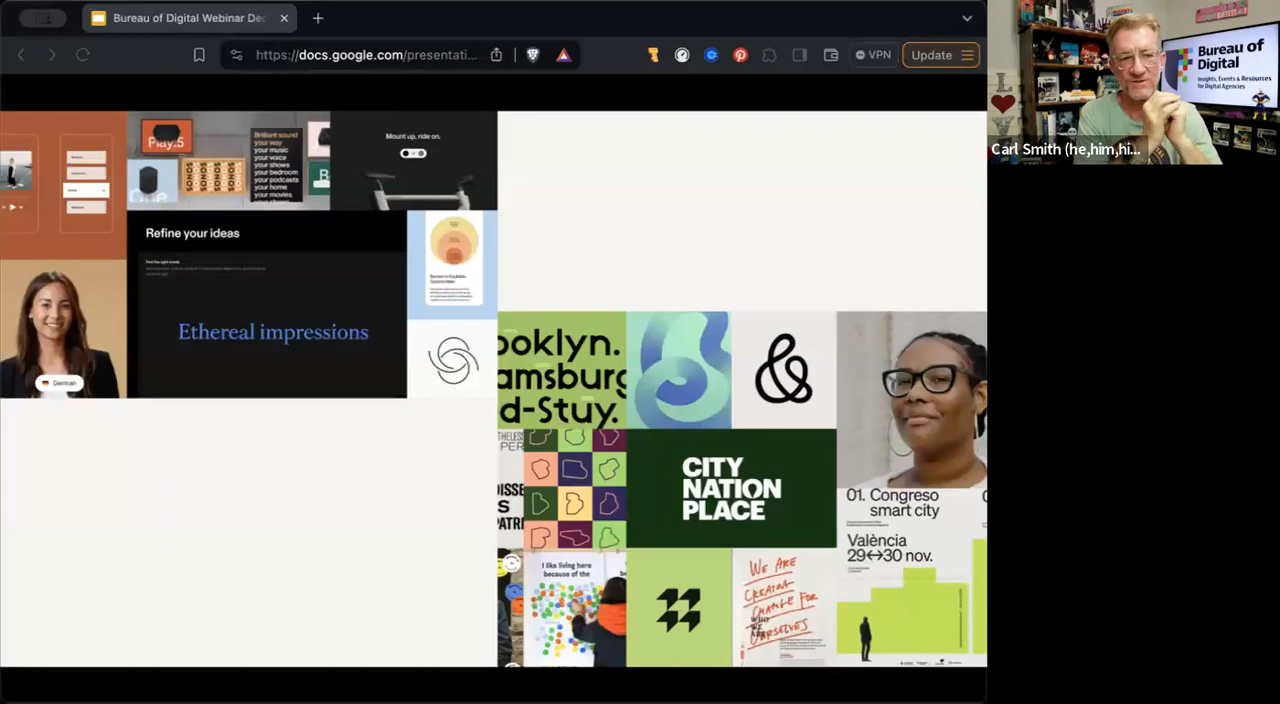 Bureau of Digital Webinar Dec
https://docs.google.com/presentati...
VPN
Update
Bureau of
Digital
Insights, Events & Resources
for Digital Agencies
Carl Smith (he,him,hi...
Play:5
One
Brilliant sound
your way
your music
your voice
your shows
your bedroom
your podcasts
your home
your movies
Mount up, ride on.
Refine your ideas
Ethereal impressions
German
ooklyn.
amsburg
d-Stuy.
&
CITY
NATION
PLACE
01. Congreso
smart city
València
29↔30 nov.
I like living here
because of the
WE ARE
CREATING
CHANGE FOR
OURSELVES
WHO
WE
ARE